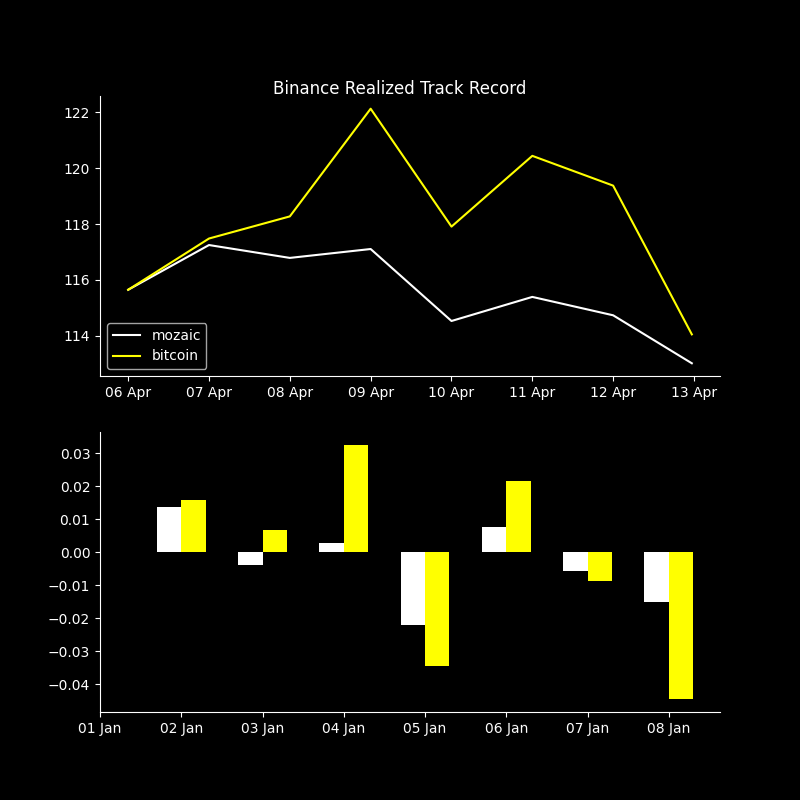 Binance Realized Track Record
122
120
118
116
114
mozaic
bitcoin
06 Apr 07 Apr 08 Apr 09 Apr 10 Apr 11 Apr 12 Apr 13 Apr
0.03
0.02
0.01
0.00
−0.01
−0.02
−0.03
−0.04
01 Jan 02 Jan 03 Jan 04 Jan 05 Jan 06 Jan 07 Jan 08 Jan